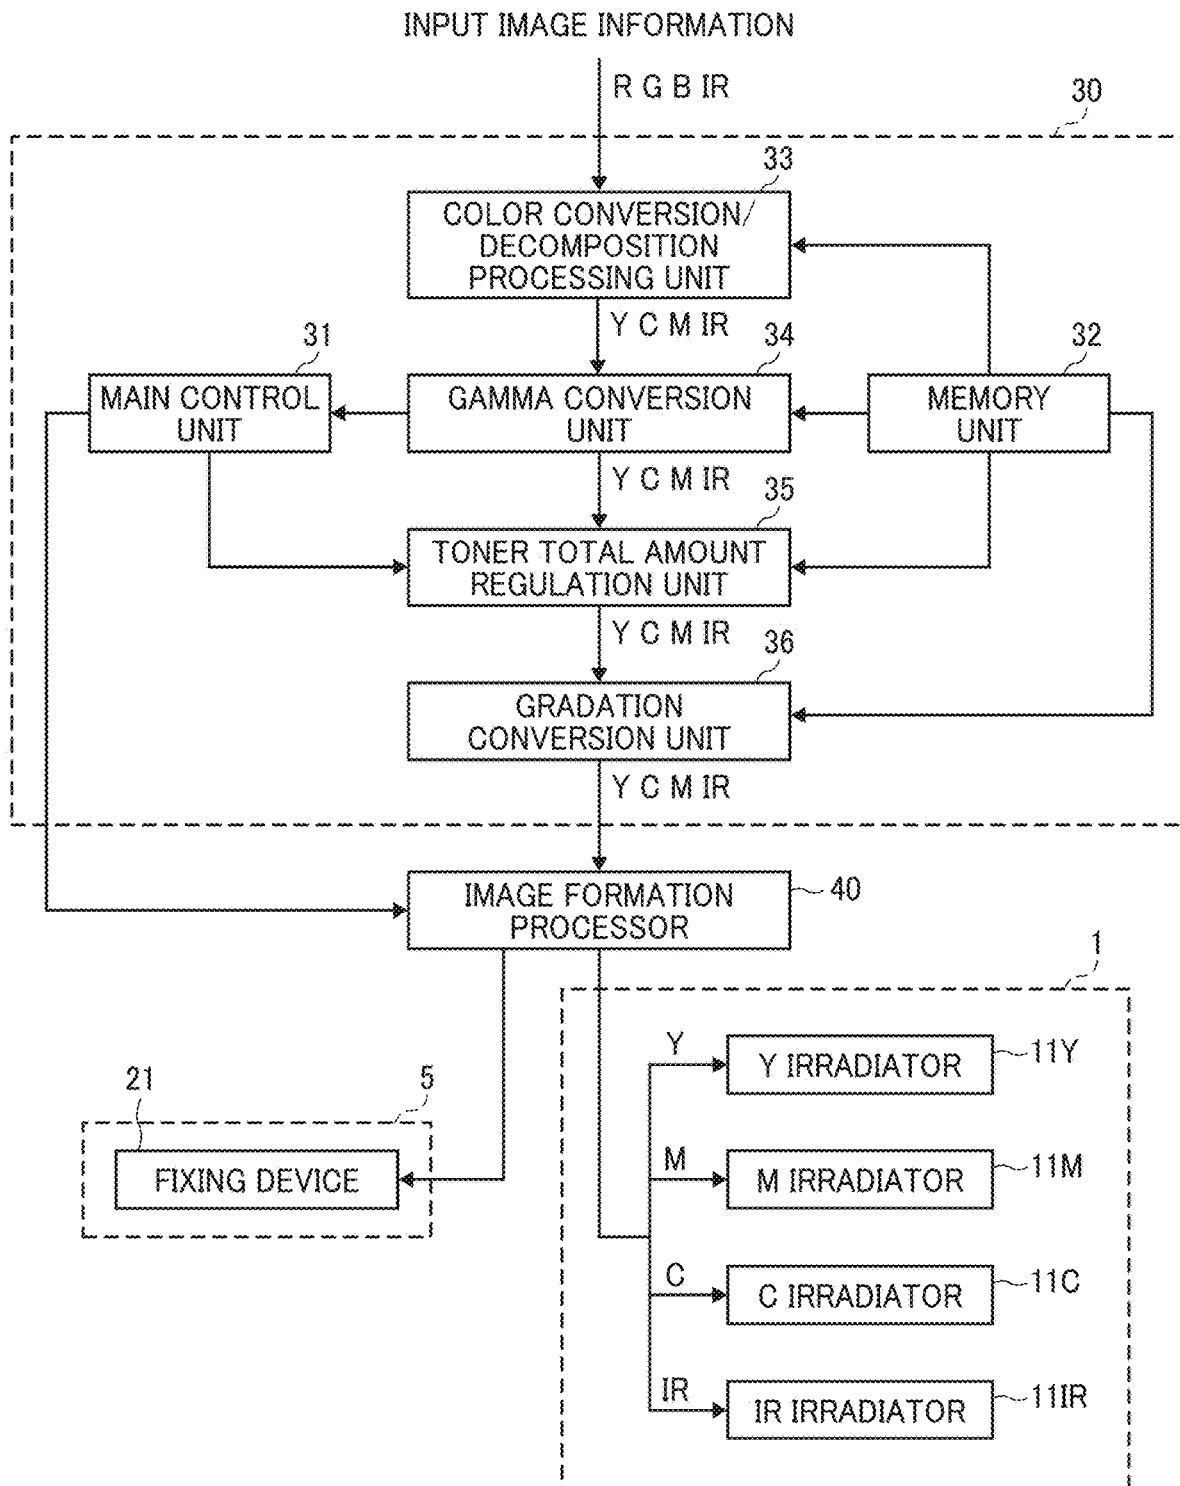 INPUT IMAGE INFORMATION
R G B IR
30
33
COLOR CONVERSION
DECOMPOSITION
PROCESSING UNIT
Y C M IR
31
34
32
MAIN CONTROL
UNIT
GAMMA CONVERSION
UNIT
MEMORY
UNIT
Y C M IR
35
TONER TOTAL AMOUNT
REGULATION UNIT
Y C M IR
36
GRADATION
CONVERSION UNIT
Y C M IR
IMAGE FORMATION
PROCESSOR
40
1
Y
Y IRRADIATOR
11Y
21
5
FIXING DEVICE
M
M IRRADIATOR
11M
C
C IRRADIATOR
11C
IR
IR IRRADIATOR
11IR